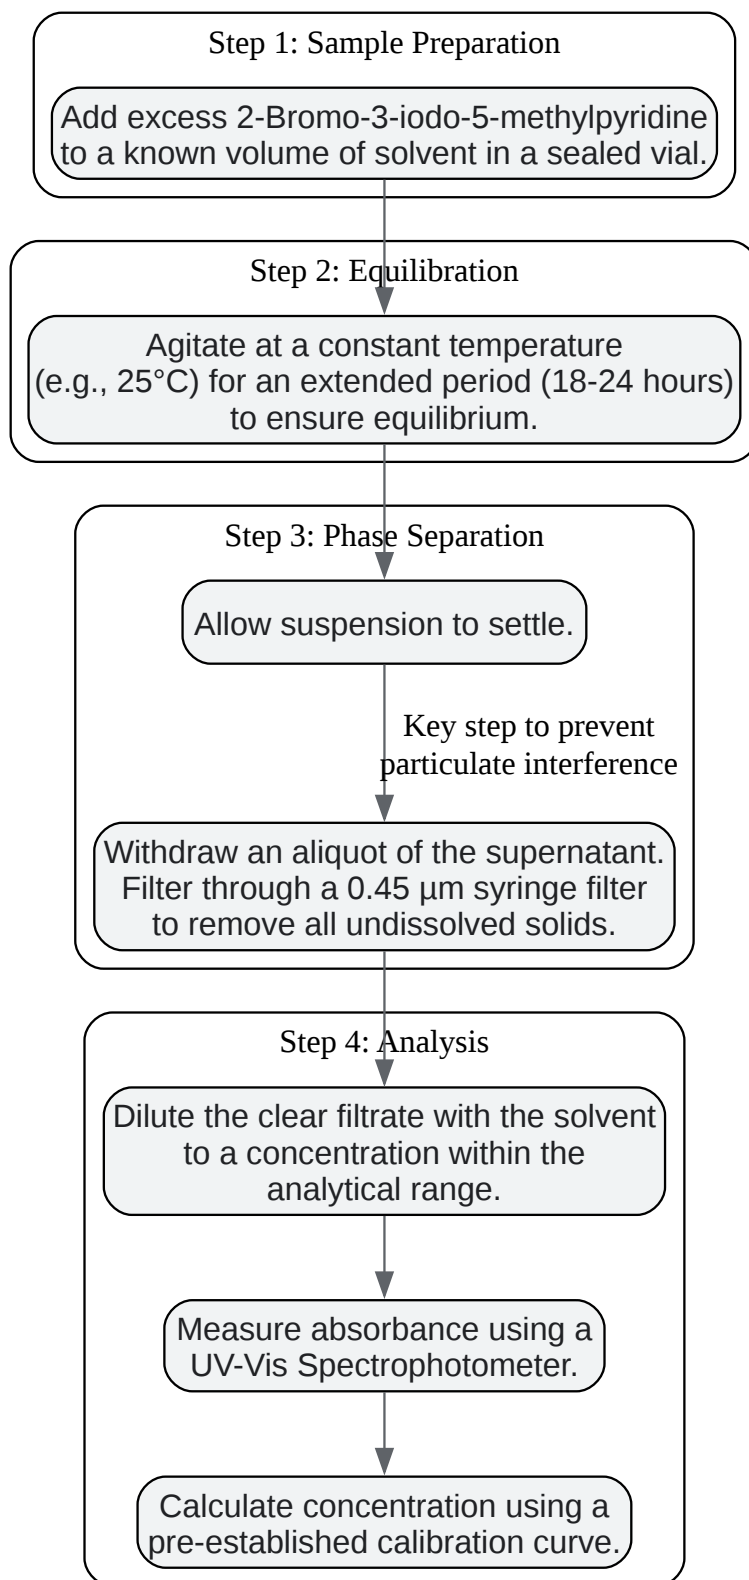 Step 1: Sample Preparation
Add excess 2-Bromo-3-iodo-5-methylpyridine
to a known volume of solvent in a sealed vial.
Step 2: Equilibration
Agitate at a constant temperature
(e.g., 25°C) for an extended period (18-24 hours)
to ensure equilibrium.
Step 3: Phase Separation
Allow suspension to settle.
Key step to prevent
particulate interference
Withdraw an aliquot of the supernatant.
Filter through a 0.45 µm syringe filter
to remove all undissolved solids.
Step 4: Analysis
Dilute the clear filtrate with the solvent
to a concentration within the
analytical range.
Measure absorbance using a
UV-Vis Spectrophotometer.
Calculate concentration using a
pre-established calibration curve.